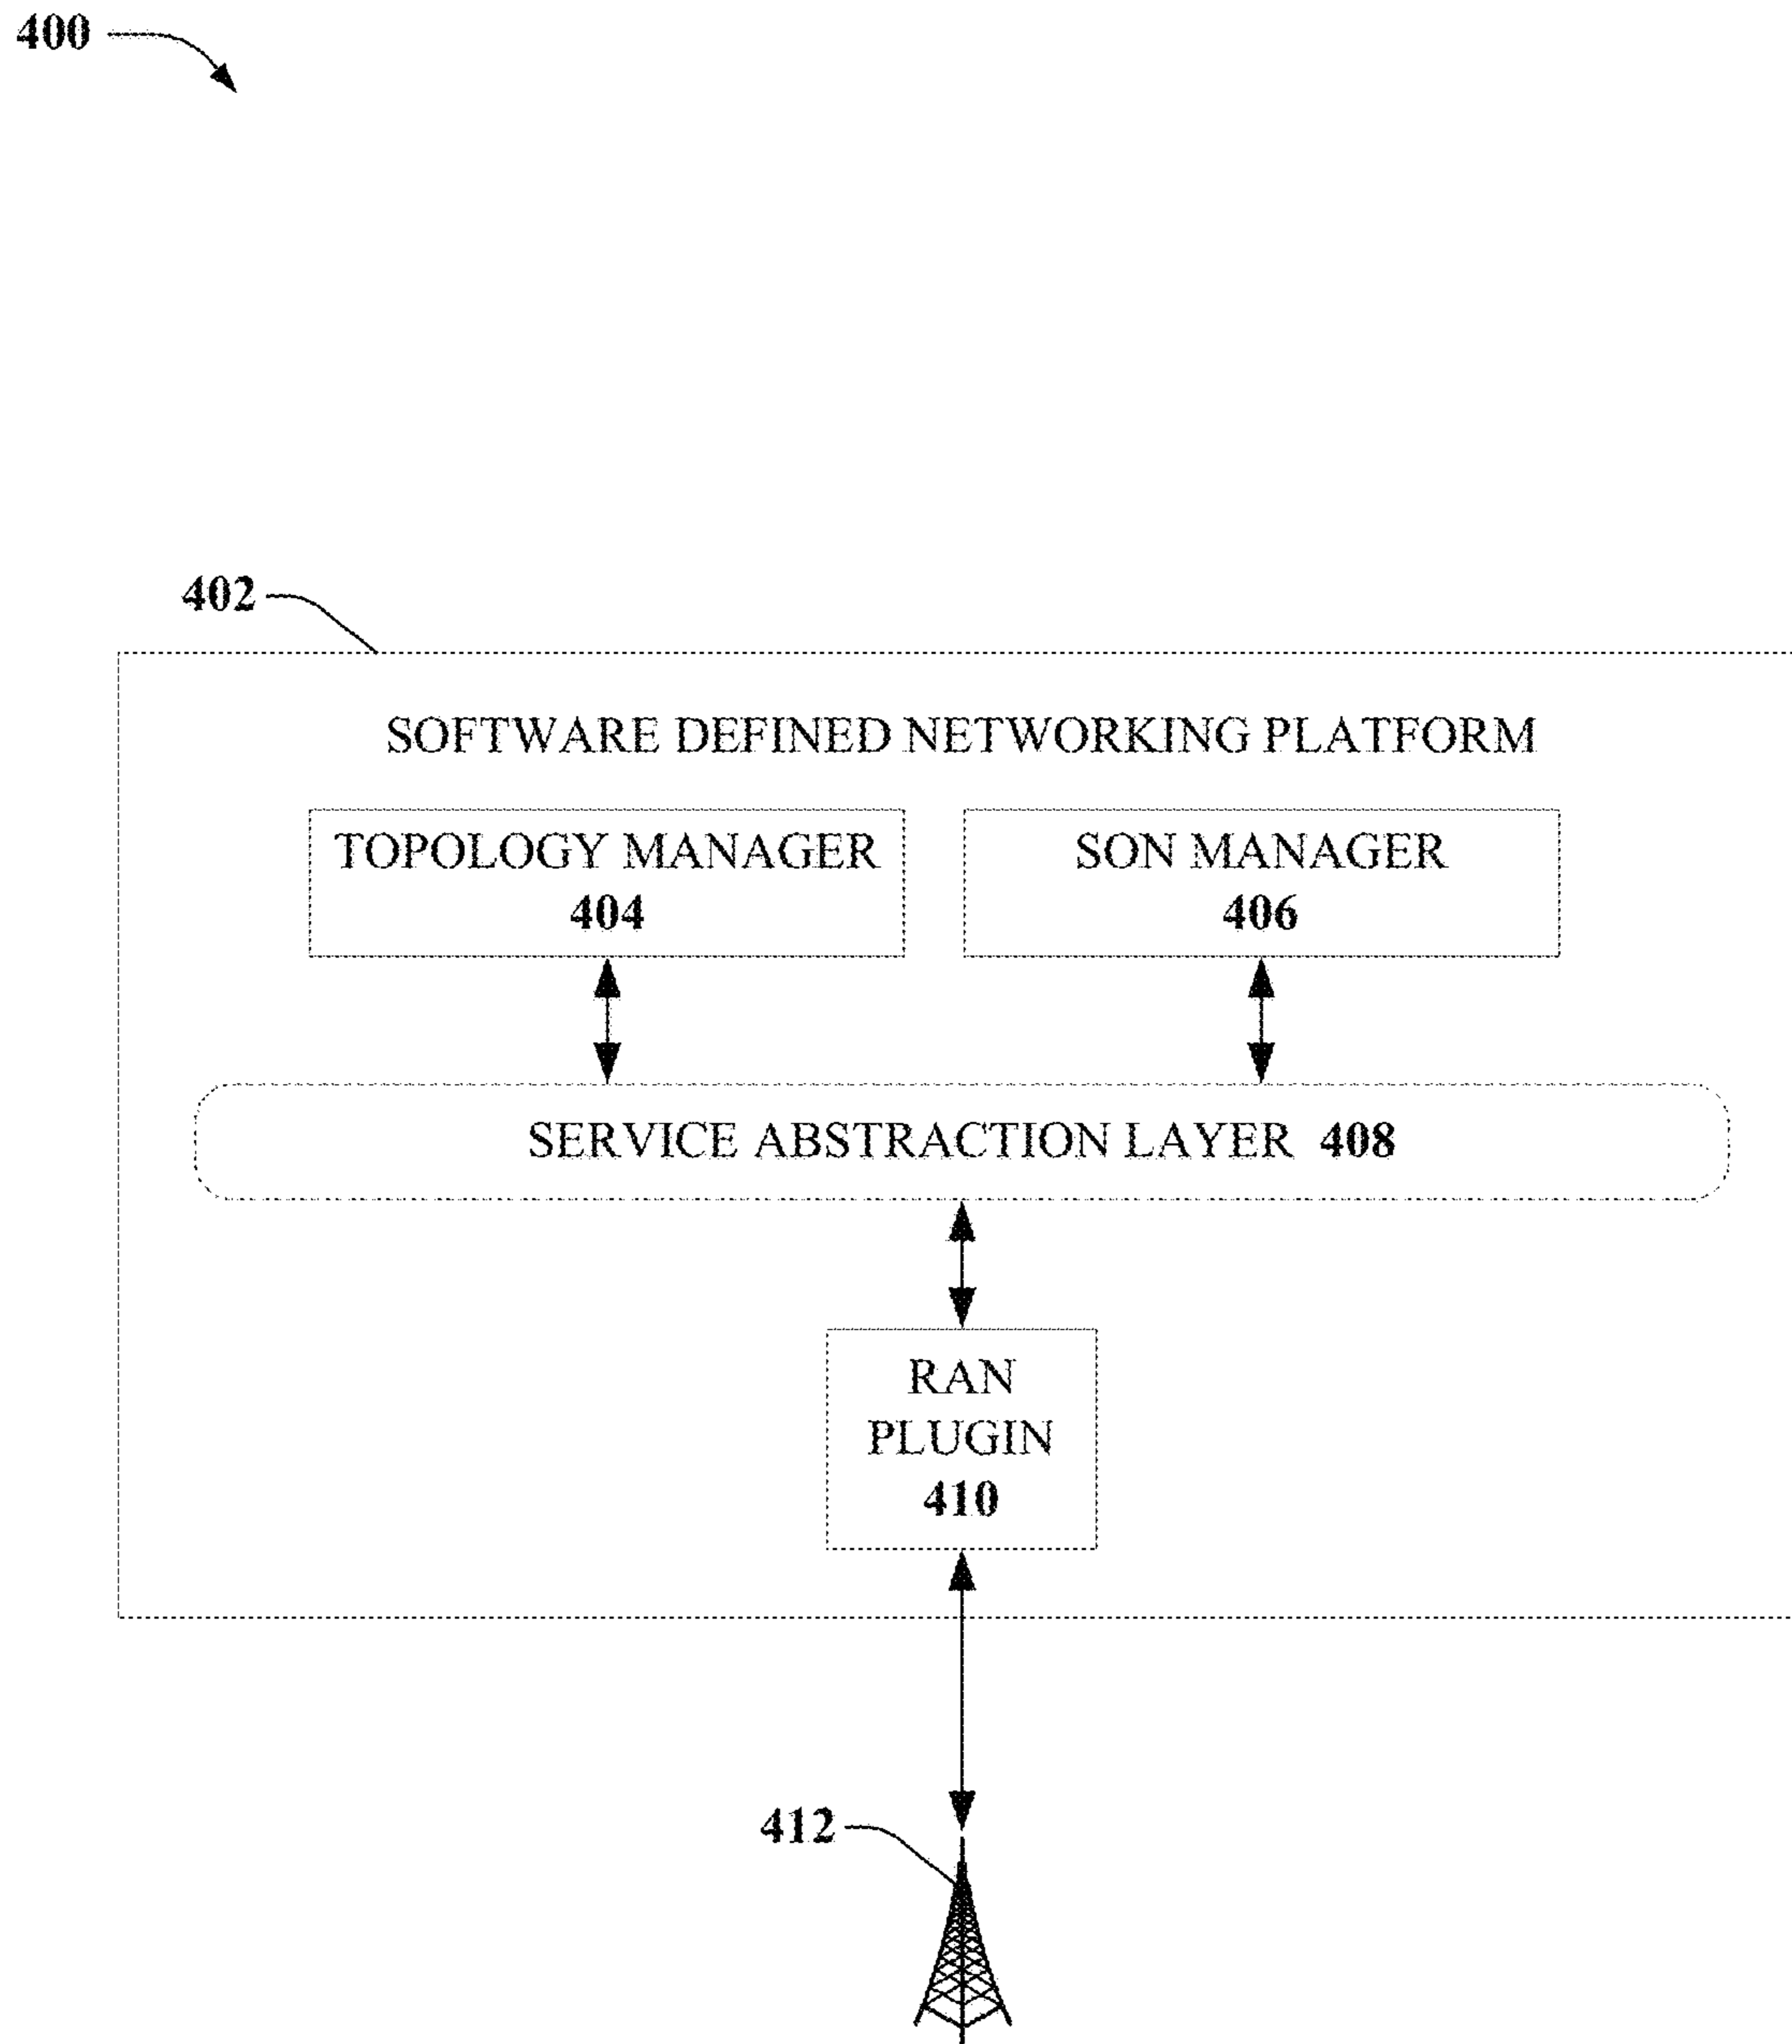 400
402
SOFTWARE DEFINED NETWORKING PLATFORM
TOPOLOGY MANAGER
404
SON MANAGER
406
SERVICE ABSTRACTION LAYER 408
RAN
PLUGIN
410
412